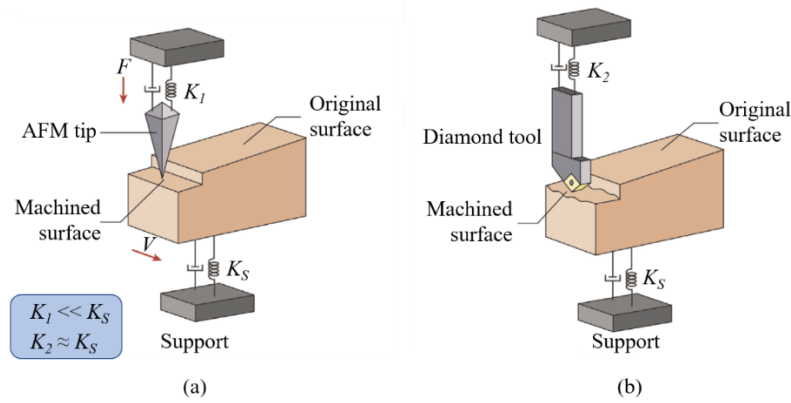 F
K1
AFM tip
Original
surface
Machined
surface
V
KS
K1 << KS
K2 ≈ KS
Support
(a)
K2
Diamond tool
Original
surface
Machined
surface
KS
Support
(b)